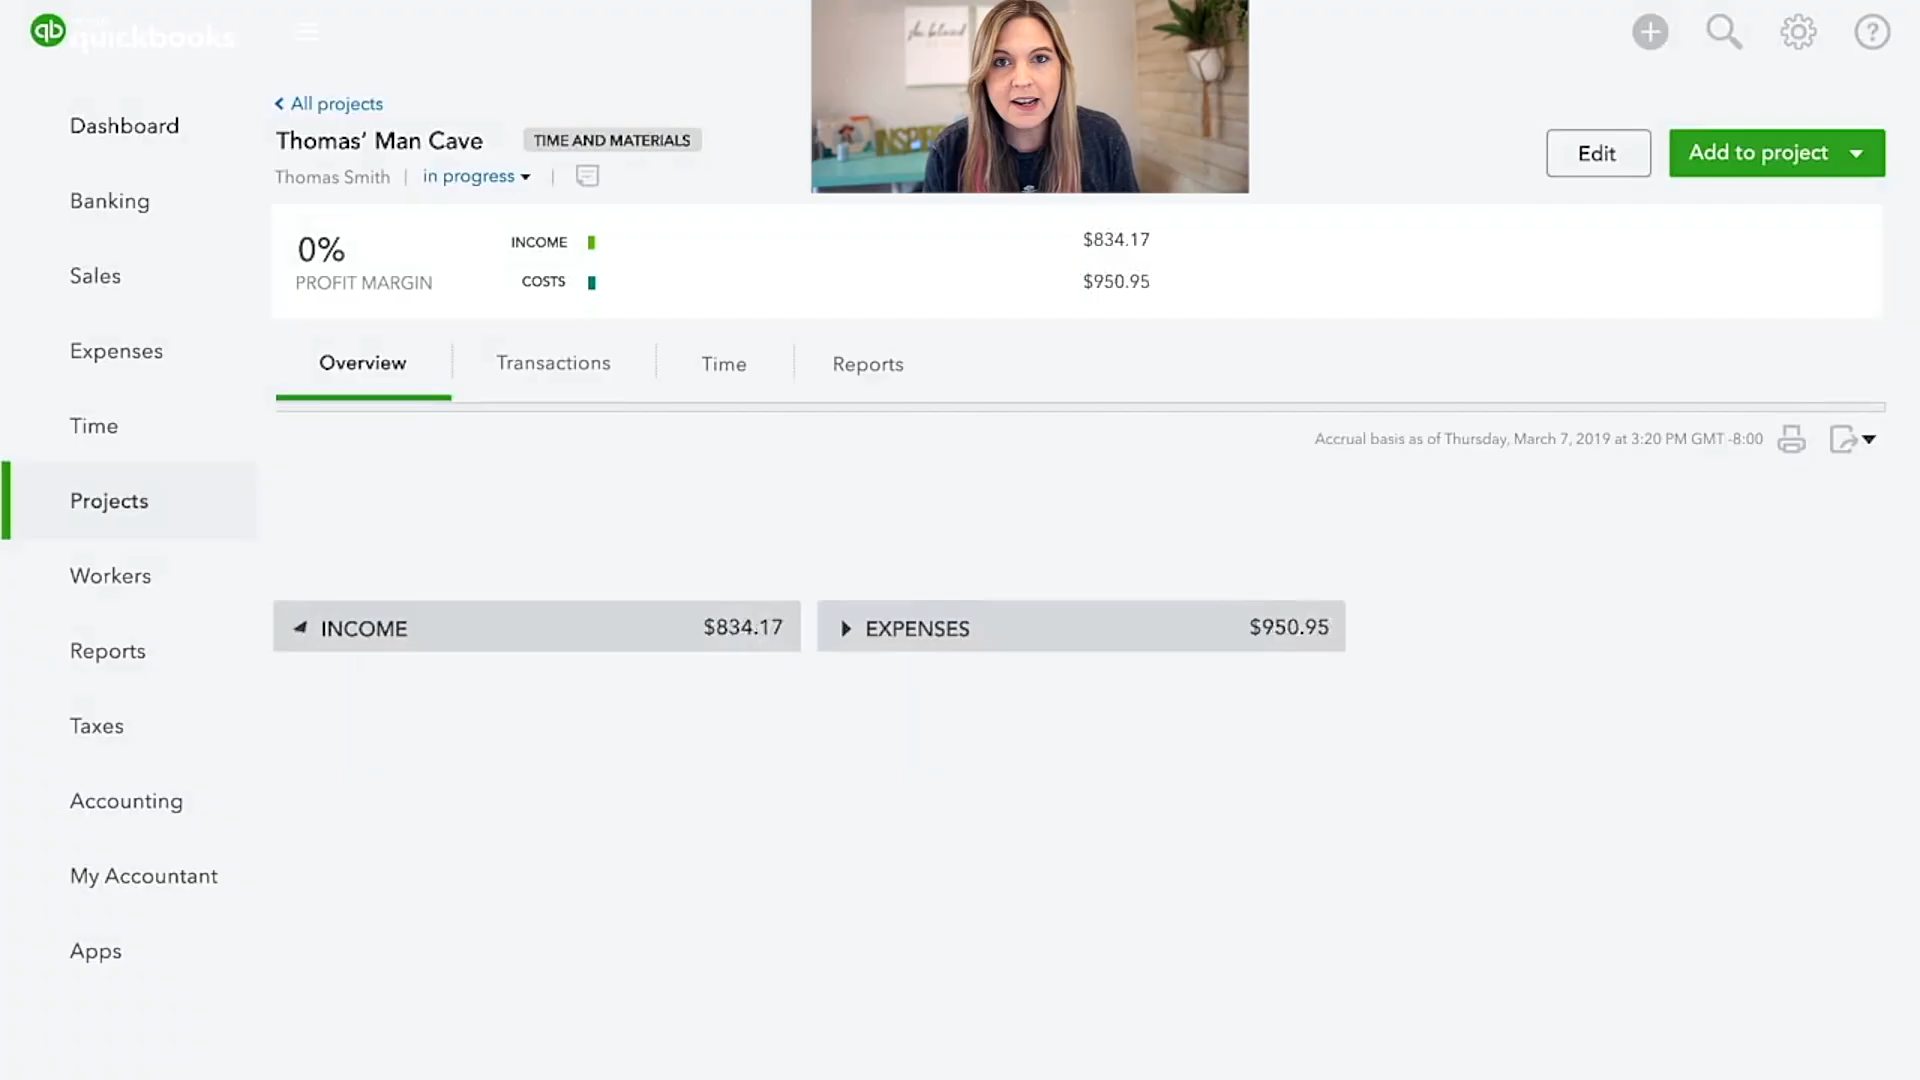 qb quickbooks
Dashboard
Banking
Sales
Expenses
Time
Projects
Workers
Reports
Taxes
Accounting
My Accountant
Apps
All projects
Thomas’ Man Cave
TIME AND MATERIALS
Thomas Smith | in progress |
Edit
Add to project
0%
PROFIT MARGIN
INCOME $834.17
COSTS $950.95
Overview
Transactions
Time
Reports
Accrual basis as of Thursday, March 7, 2019 at 3:20 PM GMT -8:00
INCOME $834.17
EXPENSES $950.95